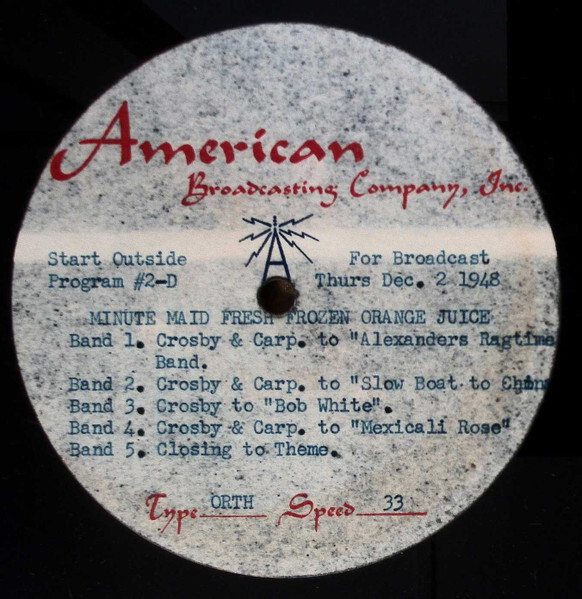 American
Broadcasting Company, Inc.
Start Outside For Broadcast
Program #2-D Thurs Dec. 2 1948
MINUTE MAID FRESH FROZEN ORANGE JUICE
Band 1. Crosby & Carp. to "Alexanders Ragtime
Band.
Band 2. Crosby & Carp. to "Slow Boat to China
Band 3. Crosby to "Bob White".
Band 4. Crosby & Carp. to "Mexicali Rose"
Band 5. Closing to Theme.
Type ORTH Speed 33